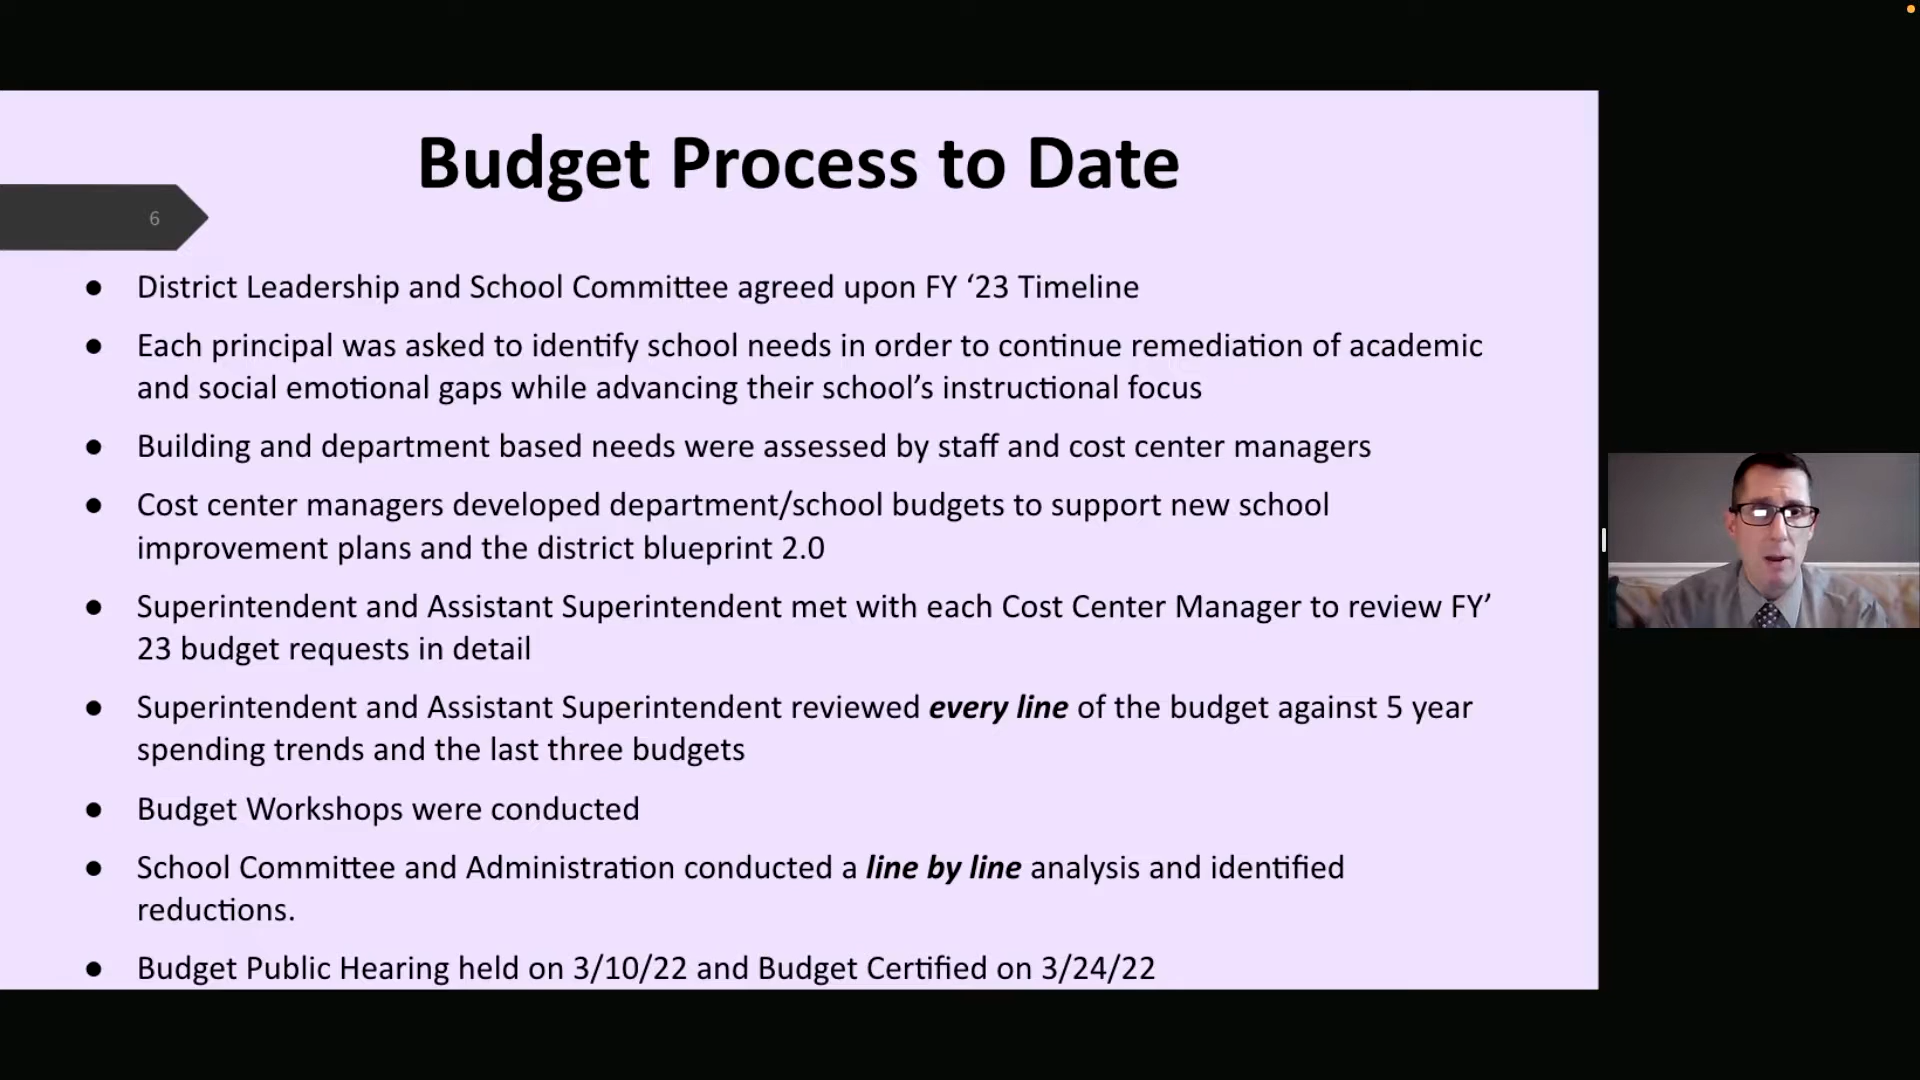 Budget Process to Date
6
● District Leadership and School Committee agreed upon FY ‘23 Timeline
● Each principal was asked to identify school needs in order to continue remediation of academic
and social emotional gaps while advancing their school’s instructional focus
● Building and department based needs were assessed by staff and cost center managers
● Cost center managers developed department/school budgets to support new school
improvement plans and the district blueprint 2.0
● Superintendent and Assistant Superintendent met with each Cost Center Manager to review FY’
23 budget requests in detail
● Superintendent and Assistant Superintendent reviewed every line of the budget against 5 year
spending trends and the last three budgets
● Budget Workshops were conducted
● School Committee and Administration conducted a line by line analysis and identified
reductions.
● Budget Public Hearing held on 3/10/22 and Budget Certified on 3/24/22